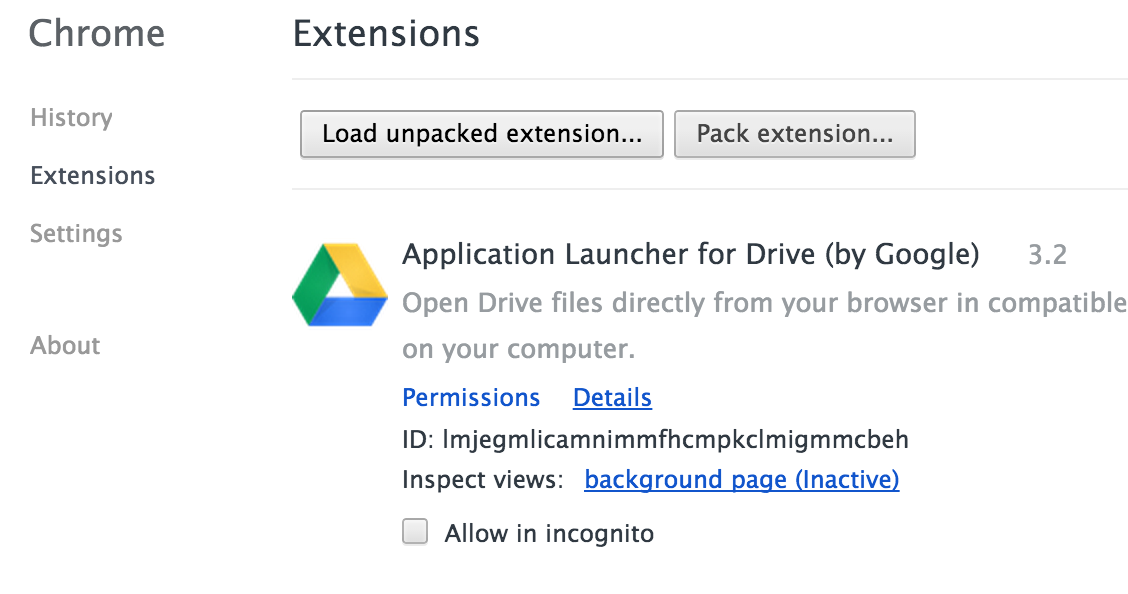 Chrome
Extensions
History
Load unpacked extension...
Pack extension...
Extensions
Settings
Application Launcher for Drive (by Google) 3.2
Open Drive files directly from your browser in compatible
on your computer.
About
Permissions Details
ID: lmjegmlicamnimmfhcmpkclmigmmcbeh
Inspect views: background page (Inactive)
Allow in incognito